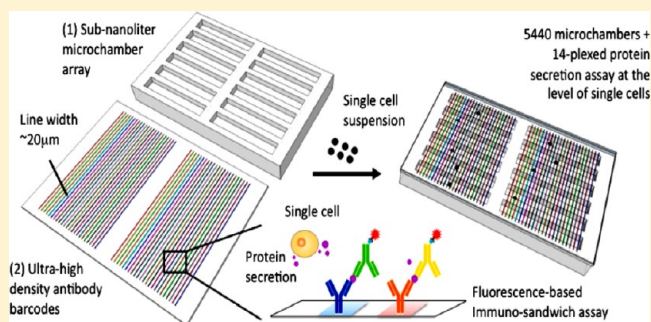 (1) Sub-nanoliter
microchamber
array
5440 microchambers +
14-plexed protein
secretion assay at the
level of single cells
Line width
~20μm
Single cell
suspension
Single cell
Protein
secretion
(2) Ultra-high
density antibody
barcodes
Fluorescence-based
Immuno-sandwich assay